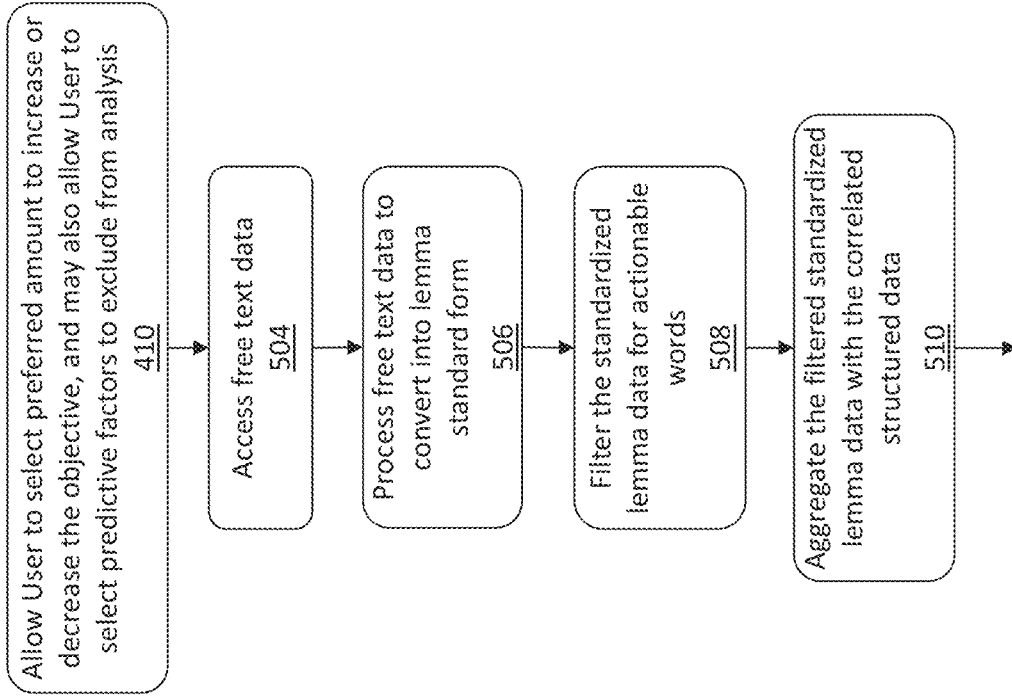 Allow User to select preferred amount to increase or
decrease the objective, and may also allow User to
select predictive factors to exclude from analysis
410
Access free text data
504
Process free text data to
convert into lemma
standard form
506
Filter the standardized
lemma data for actionable
words
508
Aggregate the filtered standardized
lemma data with the correlated
structured data
510